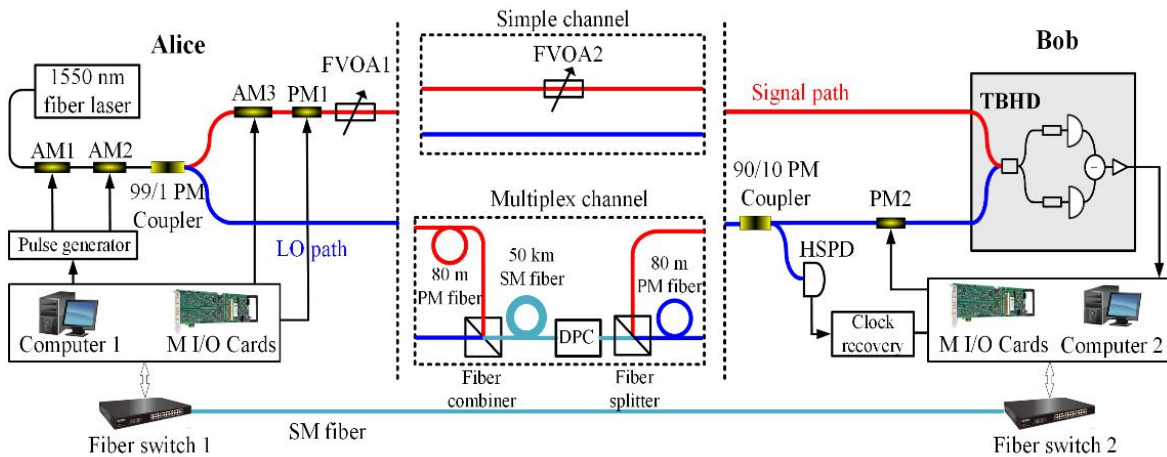 Alice
1550 nm
fiber laser
AM1
AM2
99/1 PM
Coupler
AM3
PM1
FVOA1
LO path
Pulse generator
Computer 1
M I/O Cards
Fiber switch 1
SM fiber
Simple channel
FVOA2
Multiplex channel
80 m
PM fiber
50 km
SM fiber
DPC
80 m
PM fiber
Fiber
combiner
Fiber
splitter
Bob
Signal path
TBHD
−
90/10 PM
Coupler
PM2
HSPD
Clock
recovery
M I/O Cards
Computer 2
Fiber switch 2